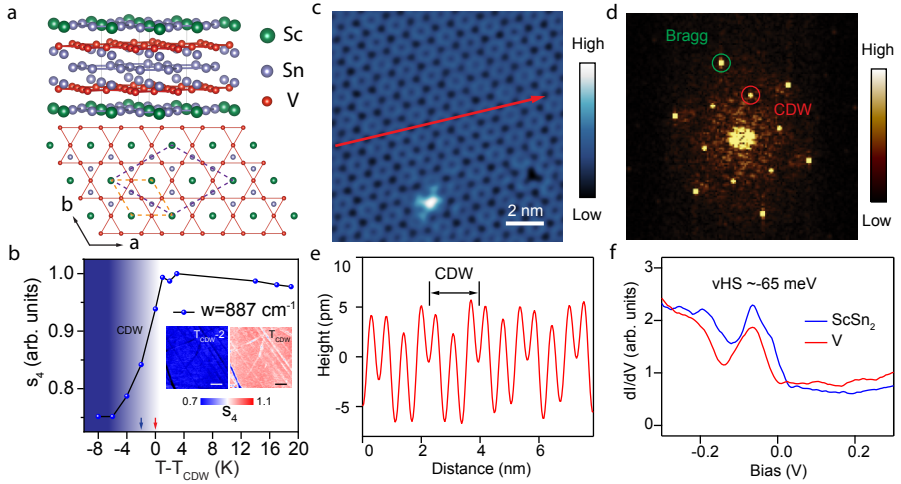 a
Sc
Sn
V
b
a
b
s₄ (arb. units)
1.0
0.9
0.8
CDW
w=887 cm⁻¹
T_CDW-2
T_CDW
0.7
1.1
s₄
-8
-4
0
4
8
12
16
20
T-T_CDW (K)
c
2 nm
High
Low
d
Bragg
CDW
High
Low
e
Height (pm)
10
5
0
-5
CDW
0
2
4
6
Distance (nm)
f
dI/dV (arb. units)
3
2
1
0
vHS ~-65 meV
ScSn₂
V
-0.2
0.0
0.2
Bias (V)